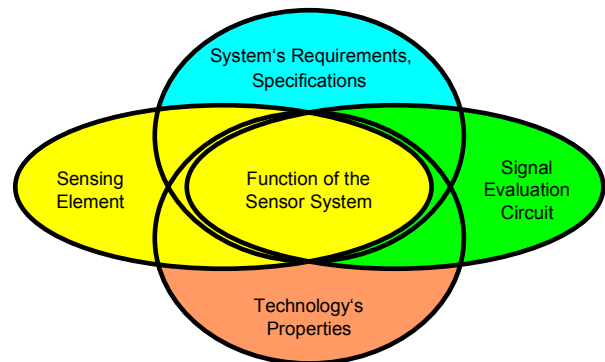 System‘s Requirements,
Specifications
Sensing
Element
Function of the
Sensor System
Signal
Evaluation
Circuit
Technology‘s
Properties